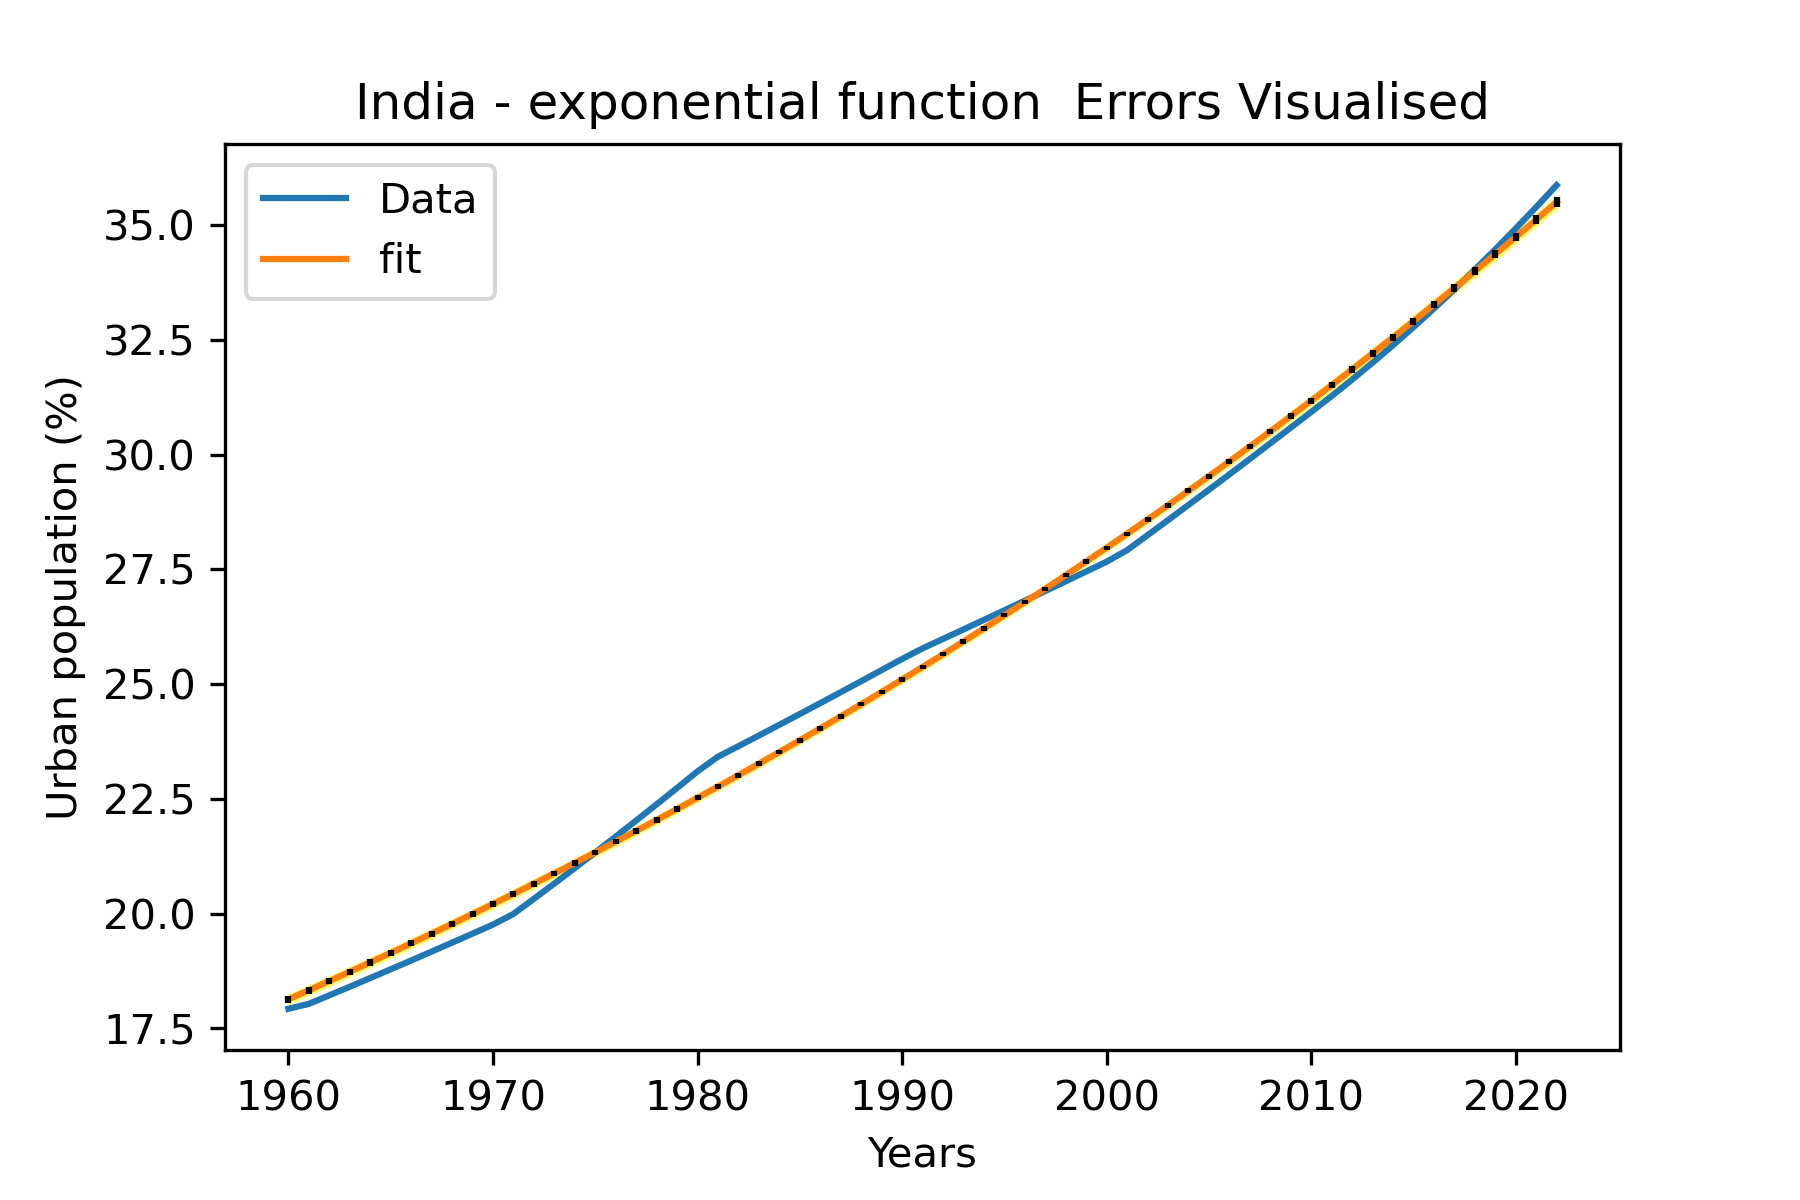 India - exponential function  Errors Visualised
Data
fit
Urban population (%)
35.0
32.5
30.0
27.5
25.0
22.5
20.0
17.5
1960 1970 1980 1990 2000 2010 2020
Years